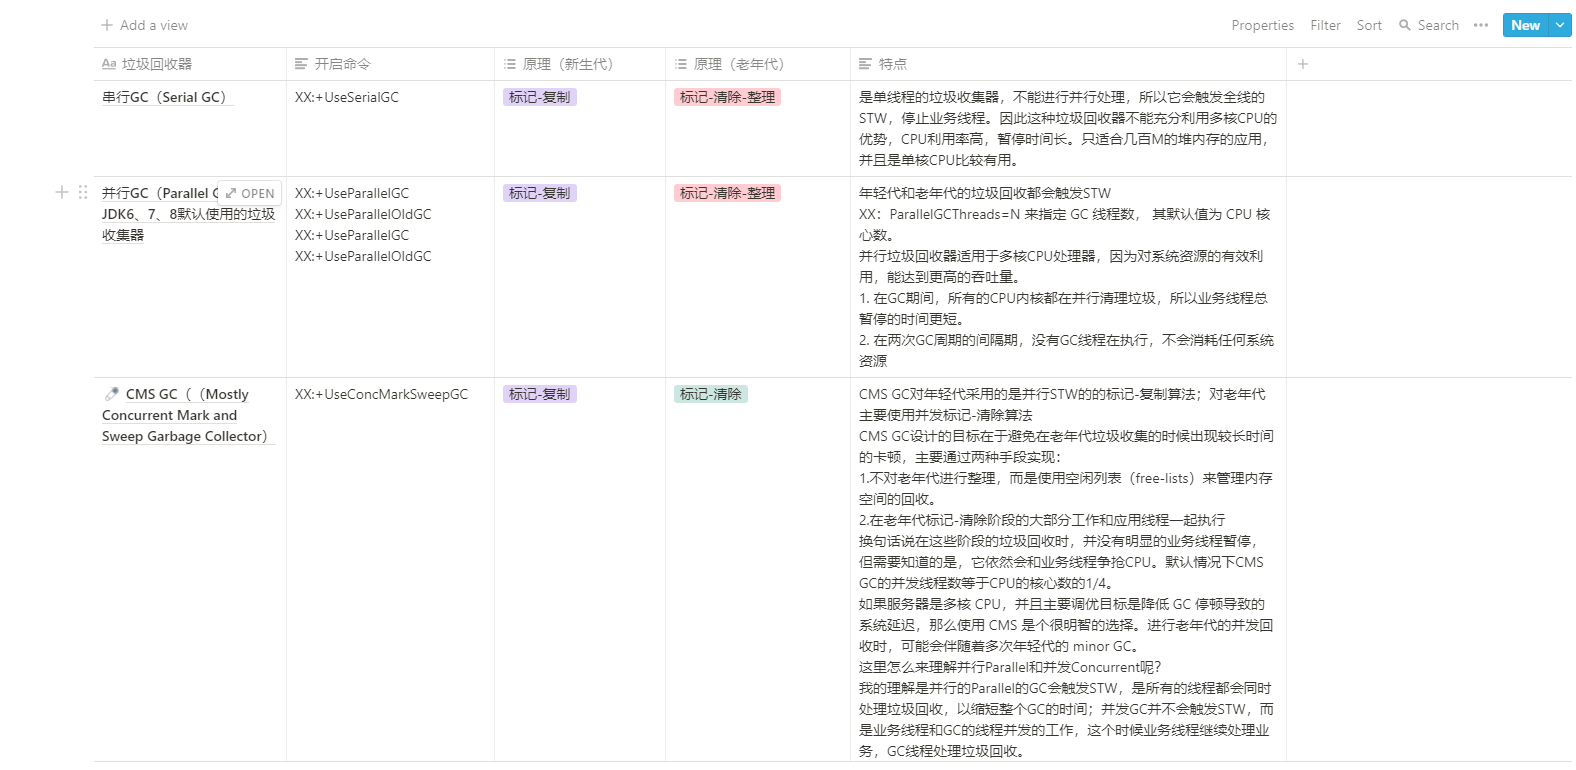 Add a view
Properties Filter Sort Search ••• New
Aa 垃圾回收器 开启命令 原理（新生代） 原理（老年代） 特点
串行GC（Serial GC）
XX:+UseSerialGC
标记-复制
标记-清除-整理
是单线程的垃圾收集器，不能进行并行处理，所以它会触发全线的
STW，停止业务线程。因此这种垃圾回收器不能充分利用多核CPU的
优势，CPU利用率高，暂停时间长。只适合几百M的堆内存的应用，
并且是单核CPU比较有用。
并行GC（Parallel G
OPEN
JDK6、7、8默认使用的垃圾
收集器
XX:+UseParallelGC
XX:+UseParallelOldGC
XX:+UseParallelGC
XX:+UseParallelOldGC
标记-复制
标记-清除-整理
年轻代和老年代的垃圾回收都会触发STW
XX：ParallelGCThreads=N 来指定 GC 线程数， 其默认值为 CPU 核
心数。
并行垃圾回收器适用于多核CPU处理器，因为对系统资源的有效利
用，能达到更高的吞吐量。
1. 在GC期间，所有的CPU内核都在并行清理垃圾，所以业务线程总
暂停的时间更短。
2. 在两次GC周期的间隔期，没有GC线程在执行，不会消耗任何系统
资源
CMS GC（（Mostly
Concurrent Mark and
Sweep Garbage Collector）
XX:+UseConcMarkSweepGC
标记-复制
标记-清除
CMS GC对年轻代采用的是并行STW的的标记-复制算法；对老年代
主要使用并发标记-清除算法
CMS GC设计的目标在于避免在老年代垃圾收集的时候出现较长时间
的卡顿，主要通过两种手段实现：
1.不对老年代进行整理，而是使用空闲列表（free-lists）来管理内存
空间的回收。
2.在老年代标记-清除阶段的大部分工作和应用线程一起执行
换句话说在这些阶段的垃圾回收时，并没有明显的业务线程暂停，
但需要知道的是，它依然会和业务线程争抢CPU。默认情况下CMS
GC的并发线程数等于CPU的核心数的1/4。
如果服务器是多核 CPU，并且主要调优目标是降低 GC 停顿导致的
系统延迟，那么使用 CMS 是个很明智的选择。进行老年代的并发回
收时，可能会伴随着多次年轻代的 minor GC。
这里怎么来理解并行Parallel和并发Concurrent呢？
我的理解是并行的Parallel的GC会触发STW，是所有的线程都会同时
处理垃圾回收，以缩短整个GC的时间；并发GC并不会触发STW，而
是业务线程和GC的线程并发的工作，这个时候业务线程继续处理业
务，GC线程处理垃圾回收。